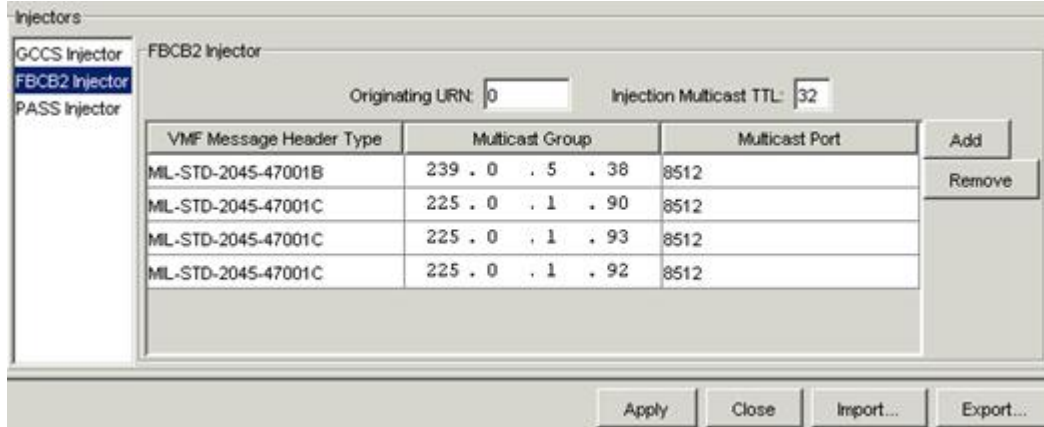 Injectors
GCCS Injector
FBCB2 Injector
PASS Injector
FBCB2 Injector
Originating URN: 0 Injection Multicast TTL: 32
VMF Message Header Type Multicast Group Multicast Port
MIL-STD-2045-47001B 239 . 0 . 5 . 38 8512
MIL-STD-2045-47001C 225 . 0 . 1 . 90 8512
MIL-STD-2045-47001C 225 . 0 . 1 . 93 8512
MIL-STD-2045-47001C 225 . 0 . 1 . 92 8512
Add
Remove
Apply Close Import... Export...